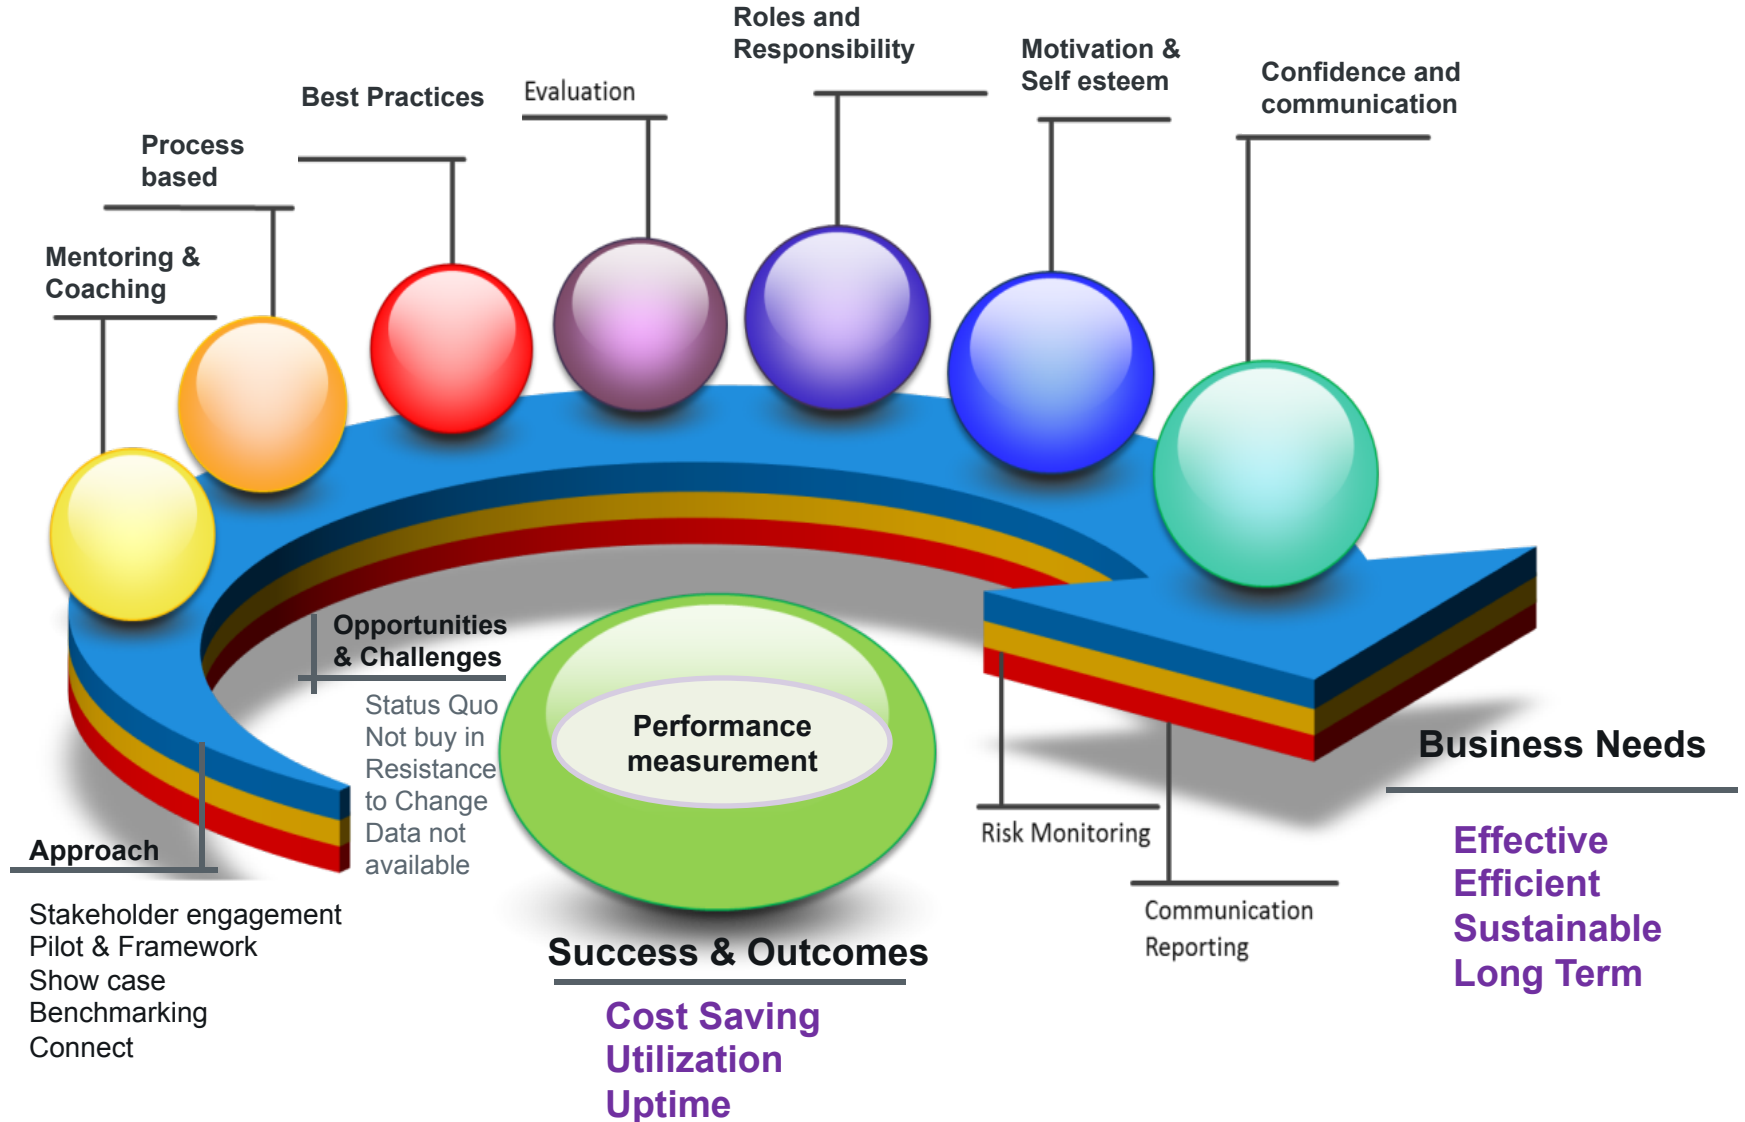 Roles and
Responsibility
Motivation &
Self esteem
Confidence and
communication
Best Practices
Evaluation
Process
based
Mentoring &
Coaching
Opportunities
& Challenges
Status Quo
Not buy in
Resistance
to Change
Data not
available
Performance
measurement
Approach
Stakeholder engagement
Pilot & Framework
Show case
Benchmarking
Connect
Success & Outcomes
Cost Saving
Utilization
Uptime
Risk Monitoring
Communication
Reporting
Business Needs
Effective
Efficient
Sustainable
Long Term